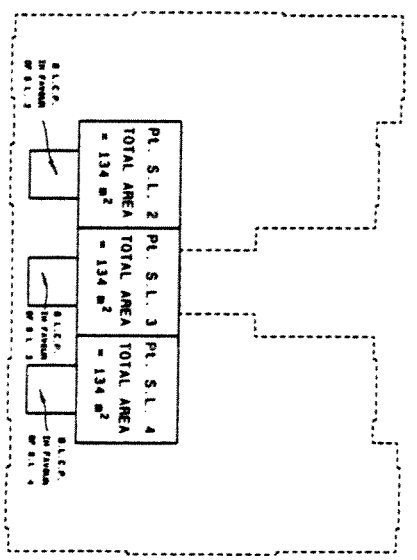 Pt. S.L. 2
TOTAL AREA
= 134 m²
Pt. S.L. 3
TOTAL AREA
= 134 m²
Pt. S.L. 4
TOTAL AREA
= 134 m²
B.L.C.P.
IN FAVOUR
OF S.L. 2
B.L.C.P.
IN FAVOUR
OF S.L. 3
B.L.C.P.
IN FAVOUR
OF S.L. 4